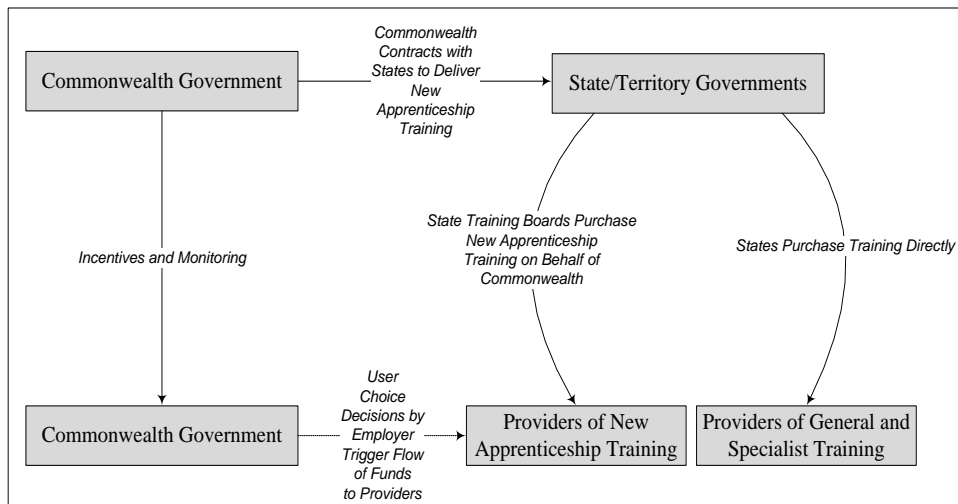 Commonwealth
Contracts with
States to Deliver
New
Apprenticeship
Training
Commonwealth Government
State/Territory Governments
Incentives and Monitoring
State Training Boards Purchase
New Apprenticeship
Training on Behalf of
Commonwealth
States Purchase Training Directly
User
Choice
Decisions by
Employer
Trigger Flow
of Funds
to Providers
Commonwealth Government
Providers of New
Apprenticeship Training
Providers of General and
Specialist Training